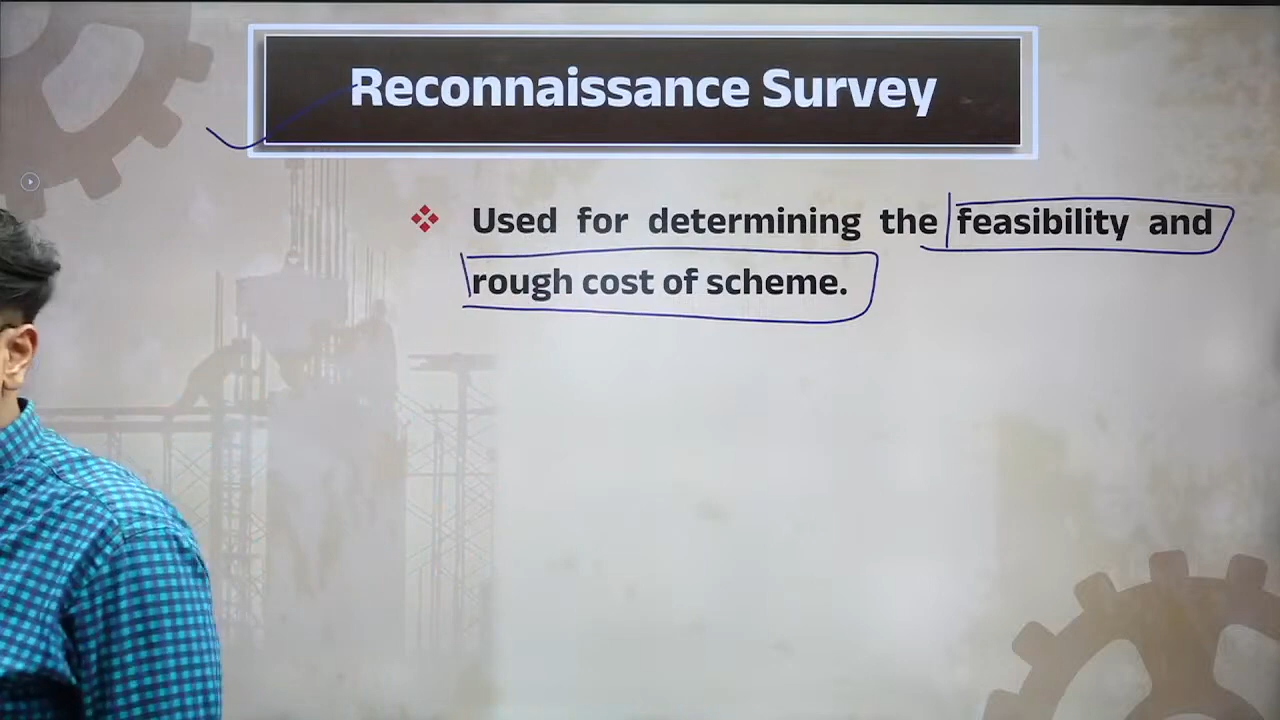 Reconnaissance Survey
Used for determining the feasibility and
rough cost of scheme.